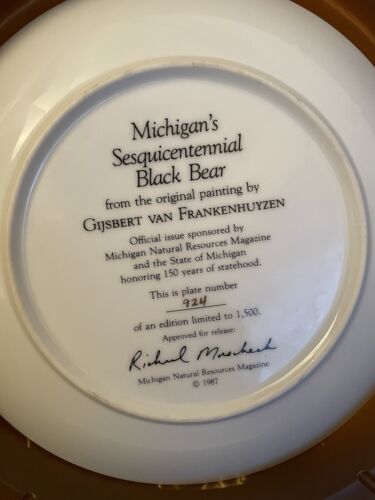 Michigan's
Sesquicentennial
Black Bear
from the original painting by
GIJSBERT VAN FRANKENHUYZEN
Official issue sponsored by
Michigan Natural Resources Magazine
and the State of Michigan
honoring 150 years of statehood.
This is plate number
924
of an edition limited to 1,500.
Approved for release:
Richard Morscheck
Michigan Natural Resources Magazine
© 1987